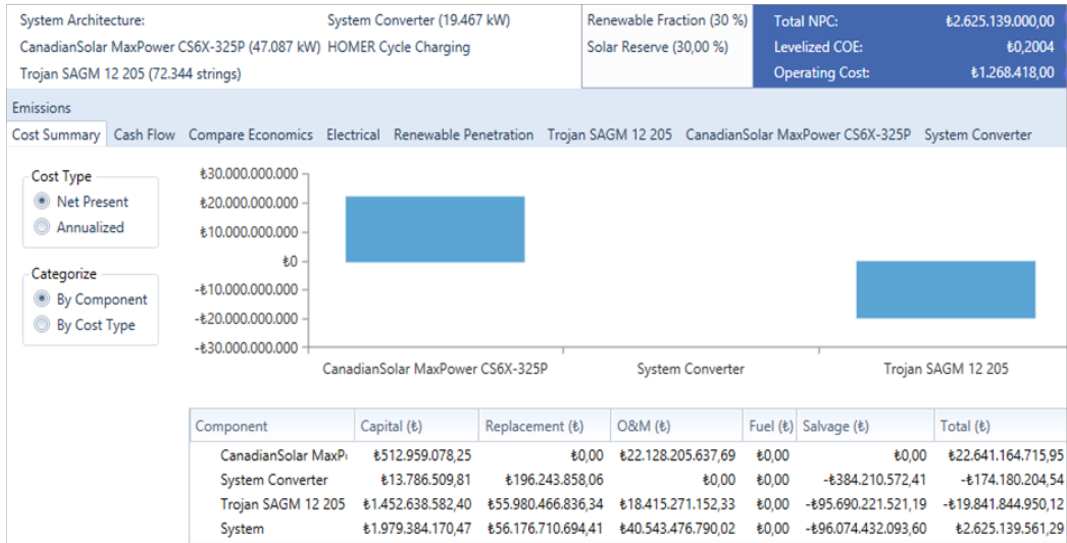 System Architecture: System Converter (19.467 kW) Renewable Fraction (30 %) Total NPC: ₺2.625.139.000,00
CanadianSolar MaxPower CS6X-325P (47.087 kW) HOMER Cycle Charging Solar Reserve (30,00 %) Levelized COE: ₺0,2004
Trojan SAGM 12 205 (72.344 strings) Operating Cost: ₺1.268.418,00
Emissions
Cost Summary Cash Flow Compare Economics Electrical Renewable Penetration Trojan SAGM 12 205 CanadianSolar MaxPower CS6X-325P System Converter
Cost Type
Net Present
Annualized
Categorize
By Component
By Cost Type
₺30.000.000.000
₺20.000.000.000
₺10.000.000.000
₺0
-₺10.000.000.000
-₺20.000.000.000
-₺30.000.000.000
CanadianSolar MaxPower CS6X-325P System Converter Trojan SAGM 12 205
Component Capital (₺) Replacement (₺) O&M (₺) Fuel (₺) Salvage (₺) Total (₺)
CanadianSolar MaxP ₺512.959.078,25 ₺0,00 ₺22.128.205.637,69 ₺0,00 ₺0,00 ₺22.641.164.715,95
System Converter ₺13.786.509,81 ₺196.243.858,06 ₺0,00 ₺0,00 -₺384.210.572,41 -₺174.180.204,54
Trojan SAGM 12 205 ₺1.452.638.582,40 ₺55.980.466.836,34 ₺18.415.271.152,33 ₺0,00 -₺95.690.221.521,19 -₺19.841.844.950,12
System ₺1.979.384.170,47 ₺56.176.710.694,41 ₺40.543.476.790,02 ₺0,00 -₺96.074.432.093,60 ₺2.625.139.561,29